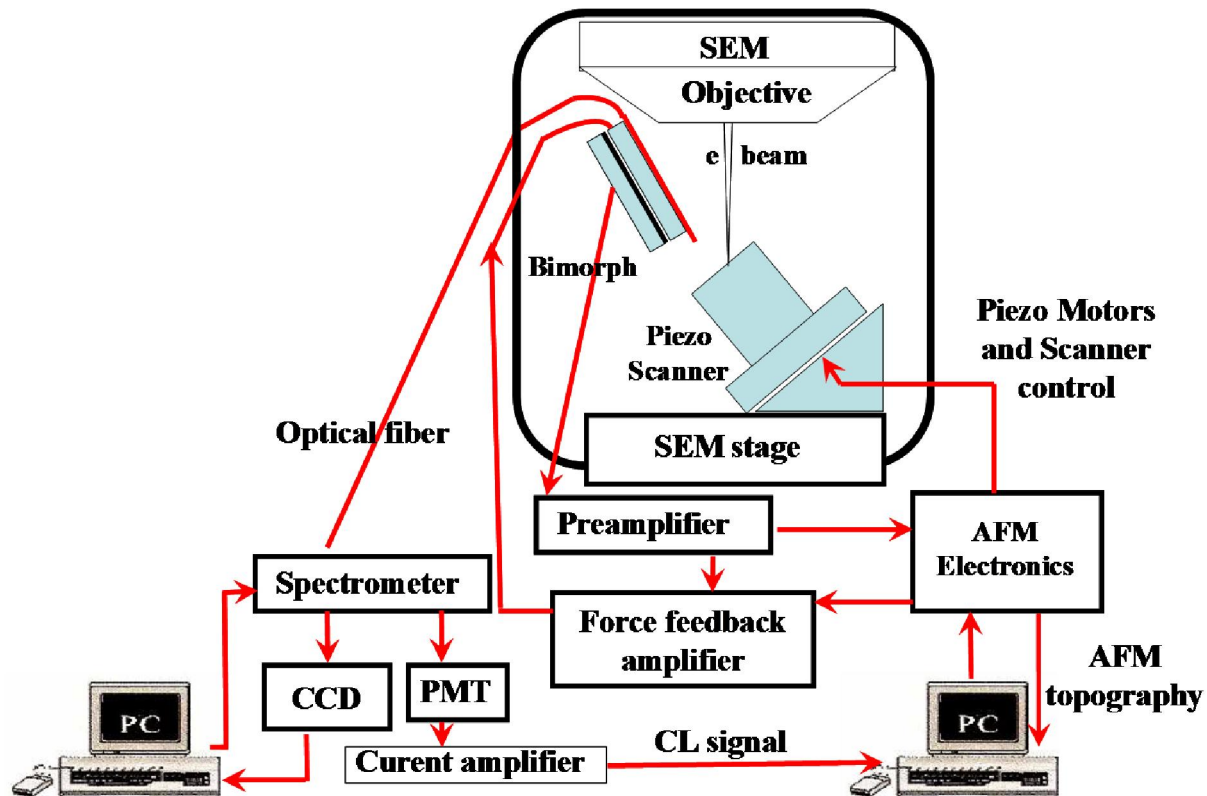 SEM
Objective
e beam
Bimorph
Piezo
Scanner
Piezo Motors
and Scanner
control
Optical fiber
SEM stage
Preamplifier
AFM
Electronics
Spectrometer
Force feedback
amplifier
CCD
PMT
AFM
topography
PC
PC
CL signal
Curent amplifier